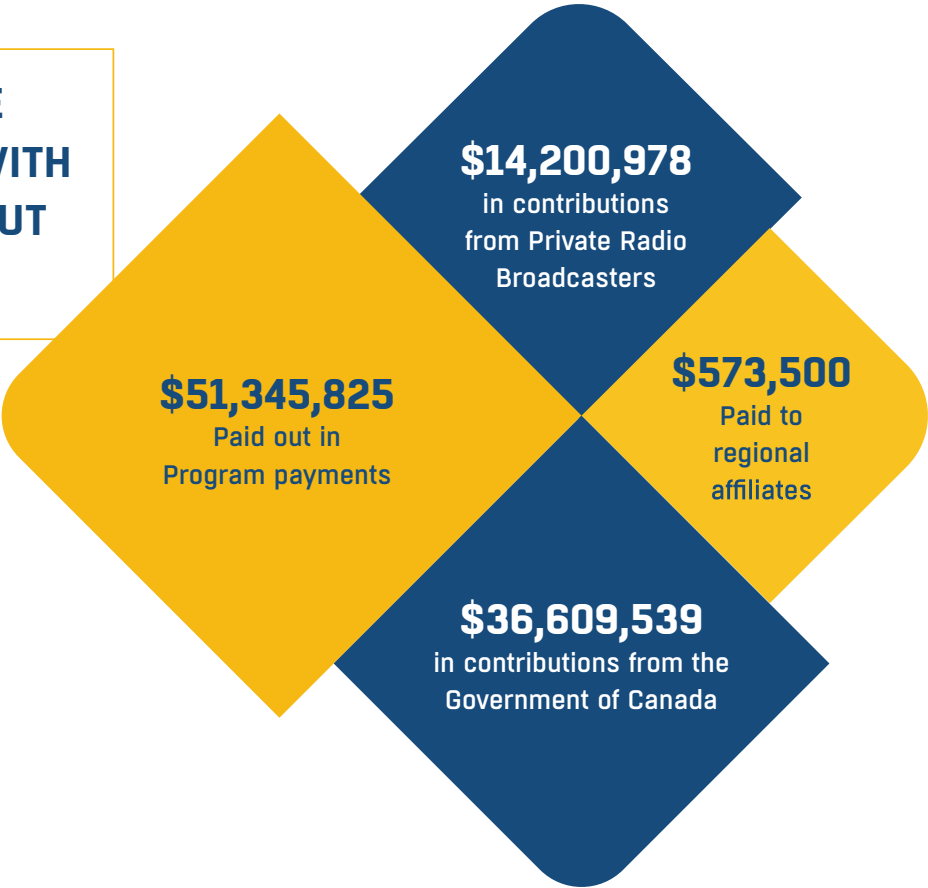 $14,200,978
in contributions
from Private Radio
Broadcasters
$51,345,825
Paid out in
Program payments
$573,500
Paid to
regional
affiliates
$36,609,539
in contributions from the
Government of Canada